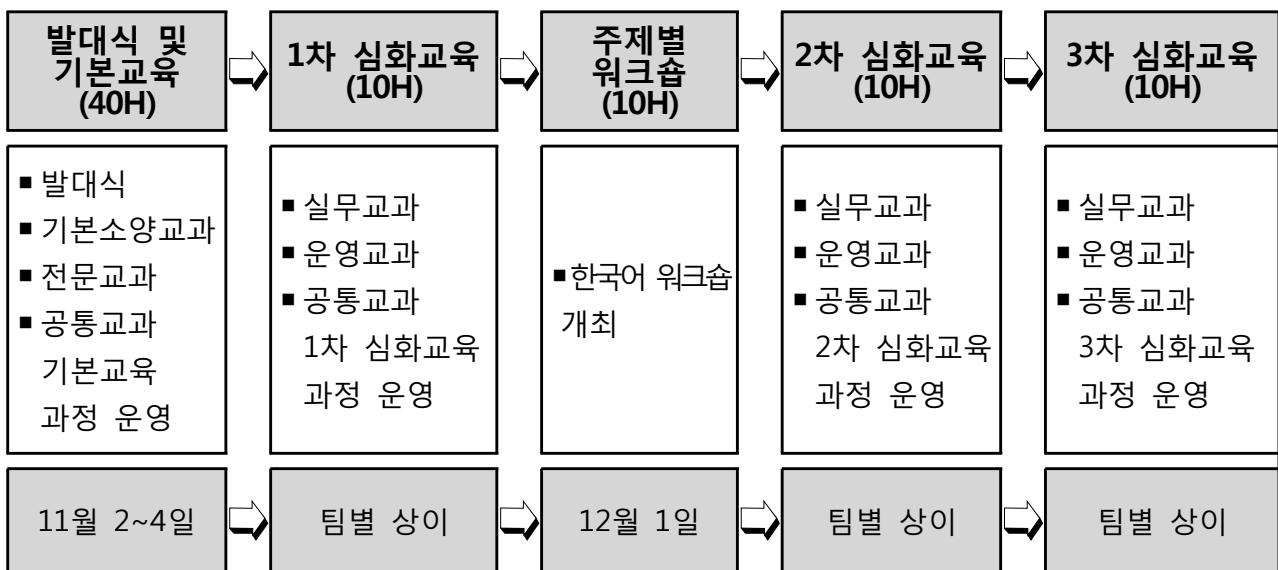 발대식 및
기본교육
(40H)
1차 심화교육
(10H)
주제별
워크숍
(10H)
2차 심화교육
(10H)
3차 심화교육
(10H)
▪ 발대식
▪ 기본소양교과
▪ 전문교과
▪ 공통교과
기본교육
과정 운영
▪ 실무교과
▪ 운영교과
▪ 공통교과
1차 심화교육
과정 운영
▪ 한국어 워크숍
개최
▪ 실무교과
▪ 운영교과
▪ 공통교과
2차 심화교육
과정 운영
▪ 실무교과
▪ 운영교과
▪ 공통교과
3차 심화교육
과정 운영
11월 2~4일
팀별 상이
12월 1일
팀별 상이
팀별 상이